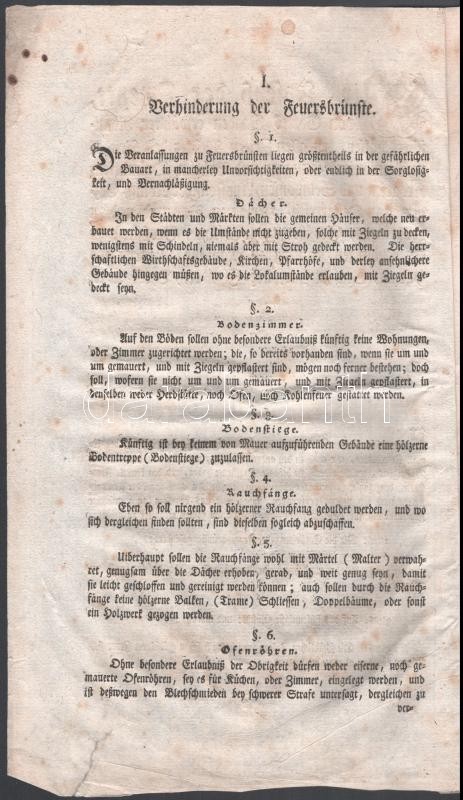 I.
Verhinderung der Feuersbrünste.
§. 1.
Die Veranlassungen zu Feuersbrünsten liegen größtentheils in der gefährlichen
Bauart, in mancherley Unvorsichtigkeiten, oder endlich in der Sorglosig-
keit, und Vernachläßigung.
Dächer.
In den Städten und Märkten sollen die gemeinen Häuser, welche neu er-
bauet werden, wenn es die Umstände nicht zugeben, solche mit Ziegeln zu decken,
wenigstens mit Schindeln, niemals aber mit Stroh gedeckt werden. Die herr-
schaftlichen Wirthschaftsgebäude, Kirchen, Pfarrhöfe, und derley ansehnlichere
Gebäude hingegen müßen, wo es die Lokalumstände erlauben, mit Ziegeln ge-
deckt seyn.
§. 2.
Bodenzimmer.
Auf den Böden sollen ohne besondere Erlaubniß künftig keine Wohnungen,
oder Zimmer zugerichtet werden; die, so bereits vorhanden sind, wenn sie um und
um gemauert, und mit Ziegeln gepflastert sind, mögen noch ferner bestehen; doch
soll, wofern sie nicht um und um gemauert, und mit Ziegeln gepflastert, in
denselben weder Herdstätte, noch Ofen, noch Kohlenfeuer gestattet werden.
§. 3.
Bodenstiege.
Künftig ist bey keinem von Mauer aufzuführenden Gebäude eine hölzerne
Bodentreppe (Bodenstiege) zuzulassen.
§. 4.
Rauchfänge.
Eben so soll nirgend ein hölzerner Rauchfang geduldet werden, und wo
sich dergleichen finden sollten, sind dieselben sogleich abzuschaffen.
§. 5.
Uiberhaupt sollen die Rauchfänge wohl mit Märtel (Malter) verwah-
ret, genugsam über die Dächer erhoben, gerad, und weit genug seyn, damit
sie leicht geschloffen und gereinigt werden können; auch sollen durch die Rauch-
fänge keine hölzerne Balken, (Trame) Schliessen, Doppelbäume, oder sonst
ein Holzwerk gezogen werden.
§. 6.
Ofenröhren.
Ohne besondere Erlaubniß der Obrigkeit dürfen weder eiserne, noch ge-
mauerte Ofenröhren, sey es für Küchen, oder Zimmer, eingelegt werden, und
ist deßwegen den Blechschmieden bey schwerer Strafe untersagt, dergleichen zu
ver-